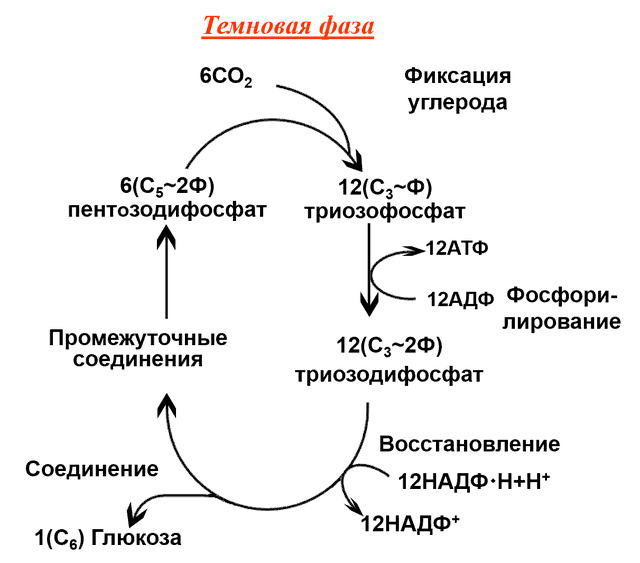 Темновая фаза
6CO₂
Фиксация
углерода
6(C₅~2Ф)
пентозодифосфат
12(C₃~Ф)
триозофосфат
12АТФ
12АДФ
Фосфори-
лирование
Промежуточные
соединения
12(C₃~2Ф)
триозодифосфат
Восстановление
12НАДФ·Н+Н⁺
12НАДФ⁺
Соединение
1(C₆) Глюкоза